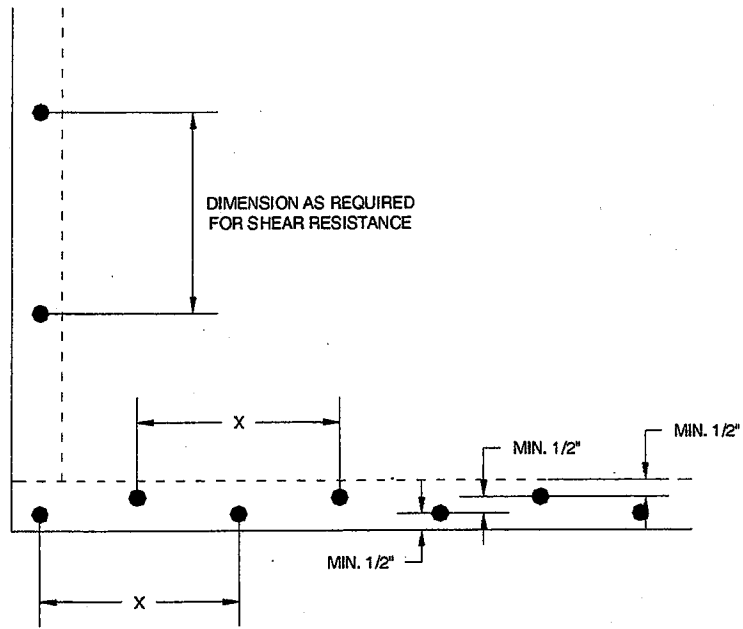 DIMENSION AS REQUIRED
FOR SHEAR RESISTANCE
X
MIN. 1/2"
MIN. 1/2"
MIN. 1/2"
X